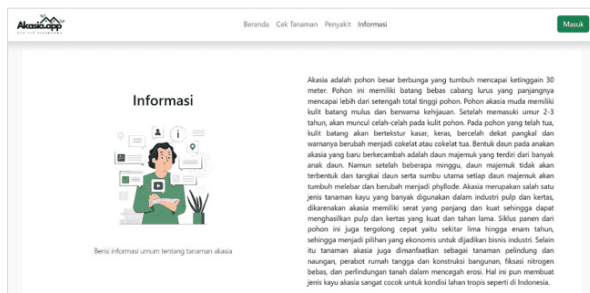 Akasia.app
Beranda Cek Tanaman Penyakit Informasi
Masuk
Informasi
Berisi informasi umum tentang tanaman akasia
Akasia adalah pohon besar berbunga yang tumbuh mencapai ketinggain 30
meter. Pohon ini memiliki batang bebas cabang lurus yang panjangnya
mencapai lebih dari setengah total tinggi pohon. Pohon akasia muda memiliki
kulit batang mulus dan berwarna kehijauan. Setelah memasuki umur 2-3
tahun, akan muncul celah-celah pada kulit pohon. Pada pohon yang telah tua,
kulit batang akan bertekstur kasar, keras, bercelah dekat pangkal dan
warnanya berubah menjadi cokelat atau cokelat tua. Bentuk daun pada anakan
akasia yang baru berkecambah adalah daun majemuk yang terdiri dari banyak
anak daun. Namun setelah beberapa minggu, daun majemuk tidak akan
terbentuk dan tangkai daun serta sumbu utama setiap daun majemuk akan
tumbuh melebar dan berubah menjadi phyllode. Akasia merupakan salah satu
jenis tanaman kayu yang banyak digunakan dalam industri pulp dan kertas,
dikarenakan akasia memiliki serat yang panjang dan kuat sehingga dapat
menghasilkan pulp dan kertas yang kuat dan tahan lama. Siklus panen dari
pohon ini juga tergolong cepat yaitu sekitar lima hingga enam tahun,
sehingga menjadi pilihan yang ekonomis untuk dijadikan bisnis industri. Selain
itu tanaman akasia juga dimanfaatkan sebagai tanaman pelindung dan
naungan, perabot rumah tangga dan konstruksi bangunan, fiksasi nitrogen
bebas, dan perlindungan tanah dalam mencegah erosi. Hal ini pun membuat
jenis kayu akasia sangat cocok untuk kondisi lahan tropis seperti di Indonesia.